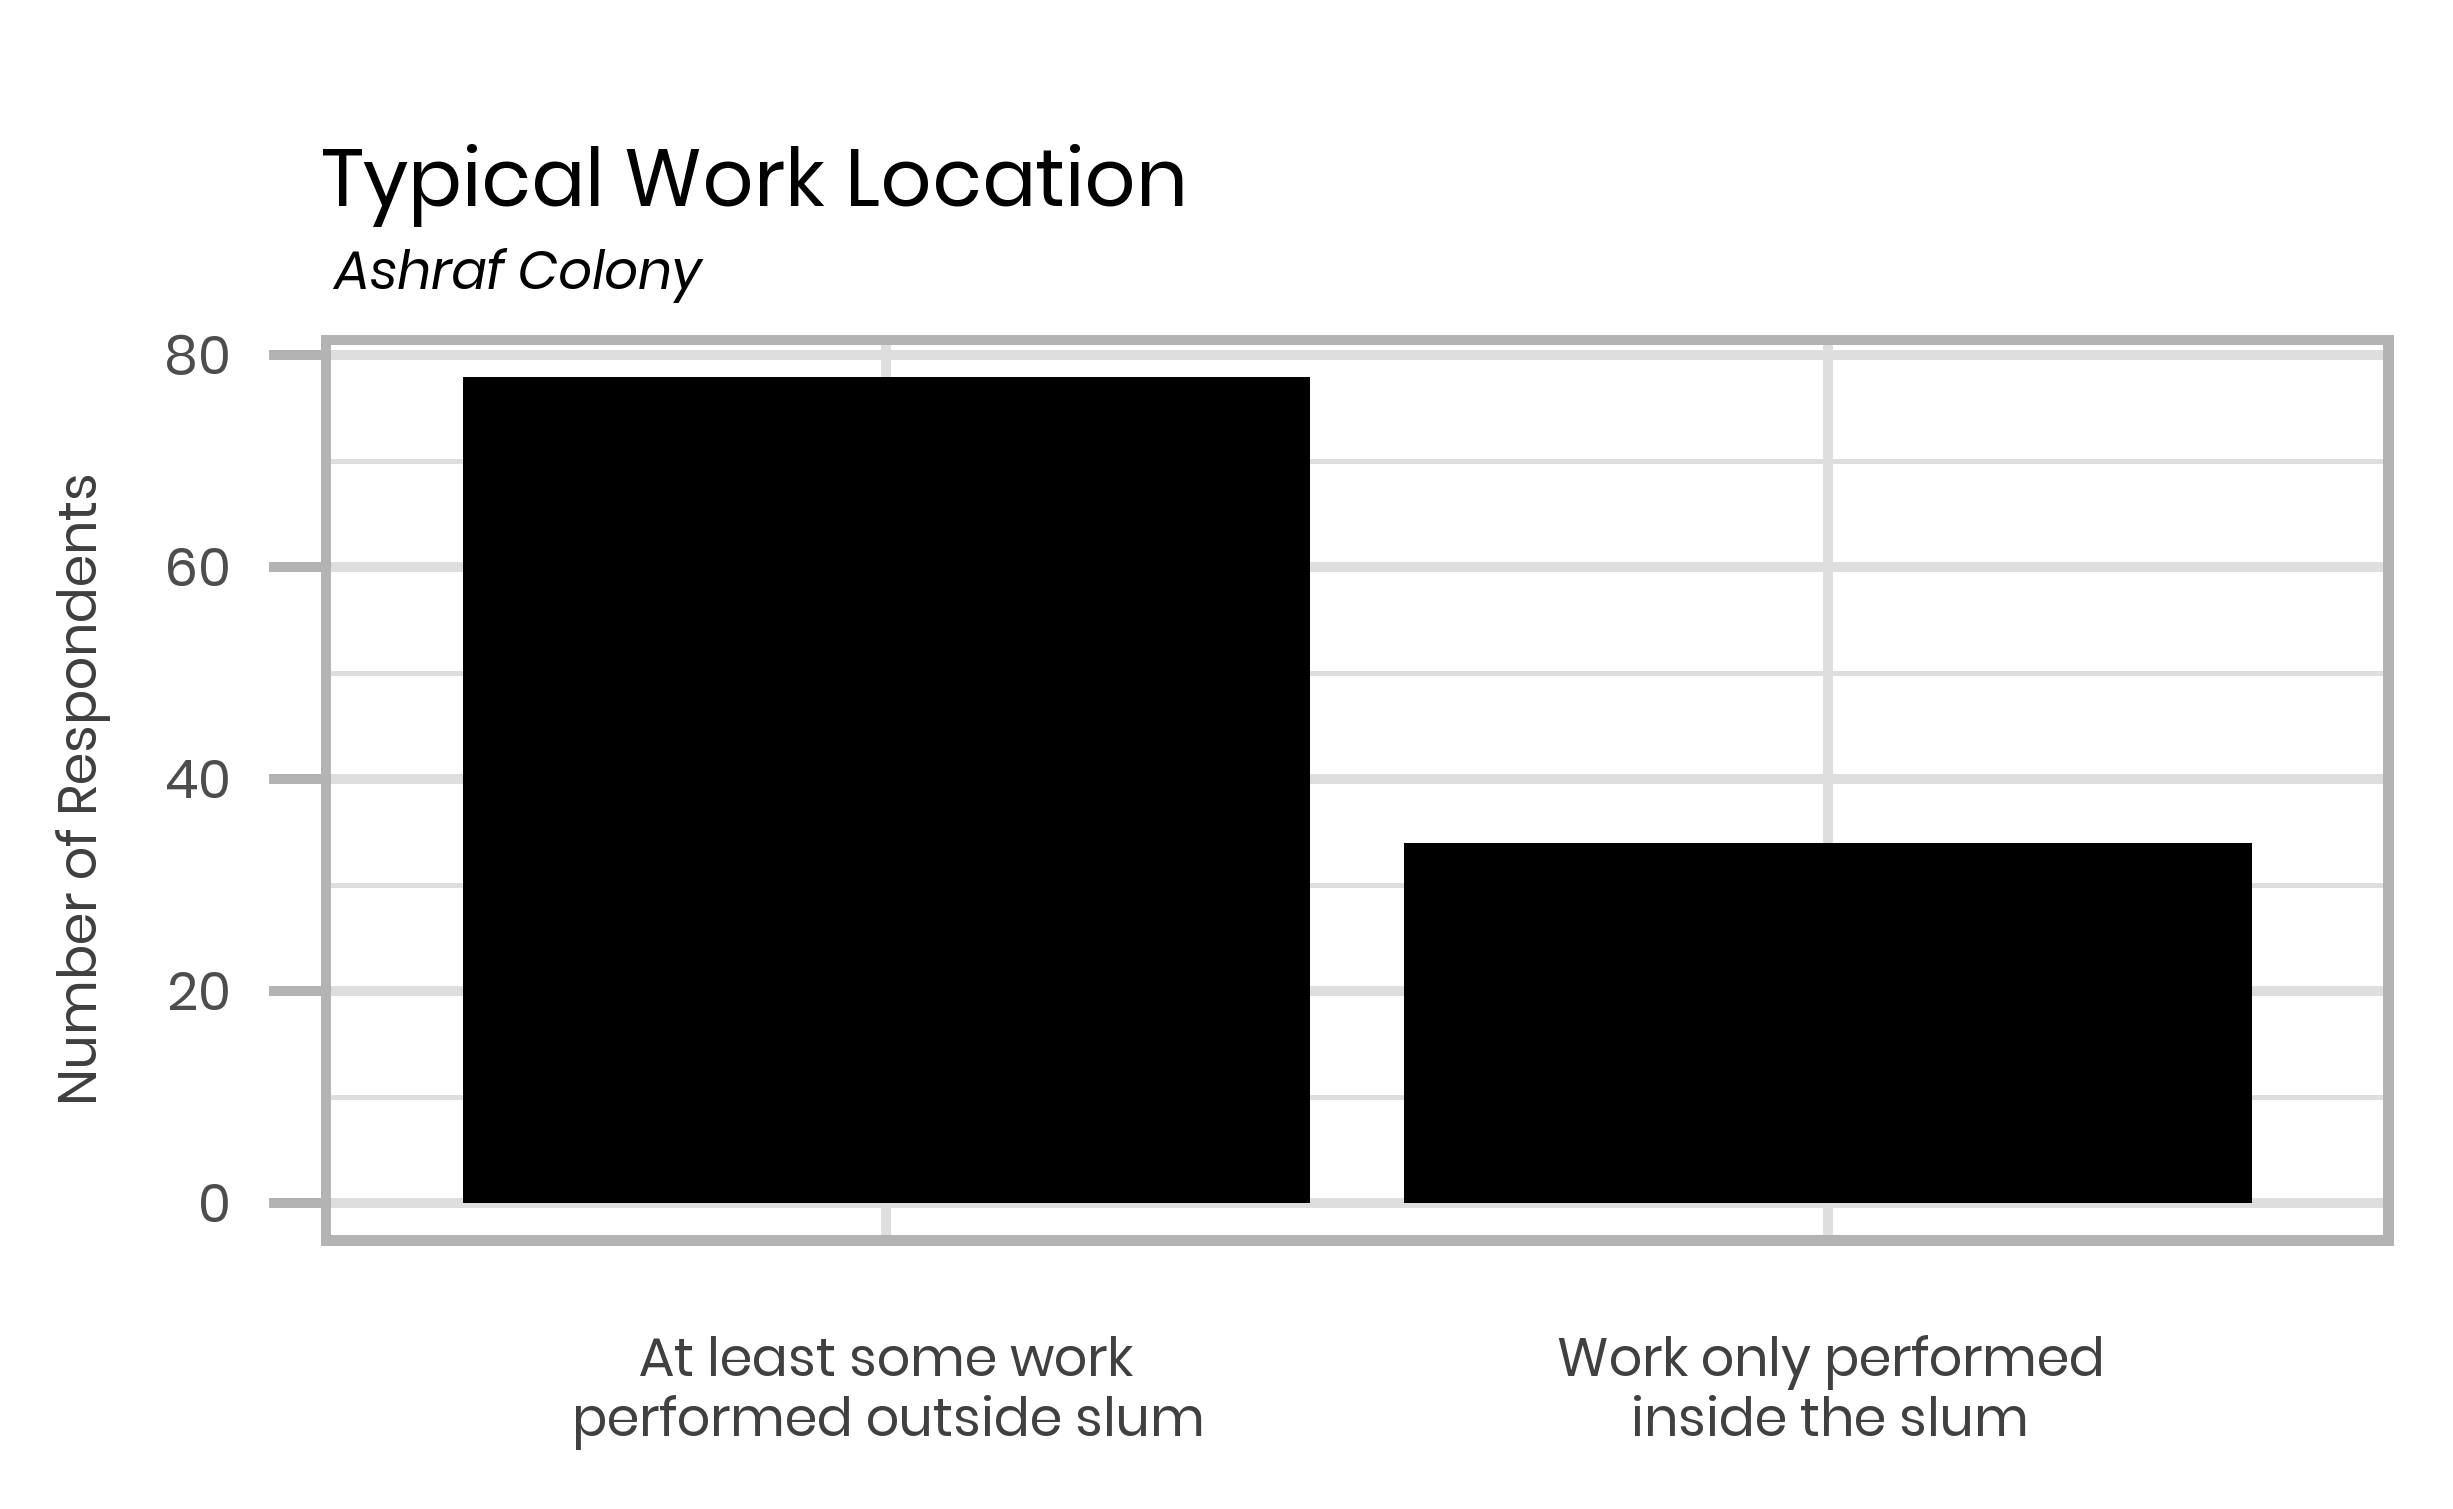 Typical Work Location
Ashraf Colony
80
60
40
20
0
Number of Respondents
At least some work
performed outside slum
Work only performed
inside the slum